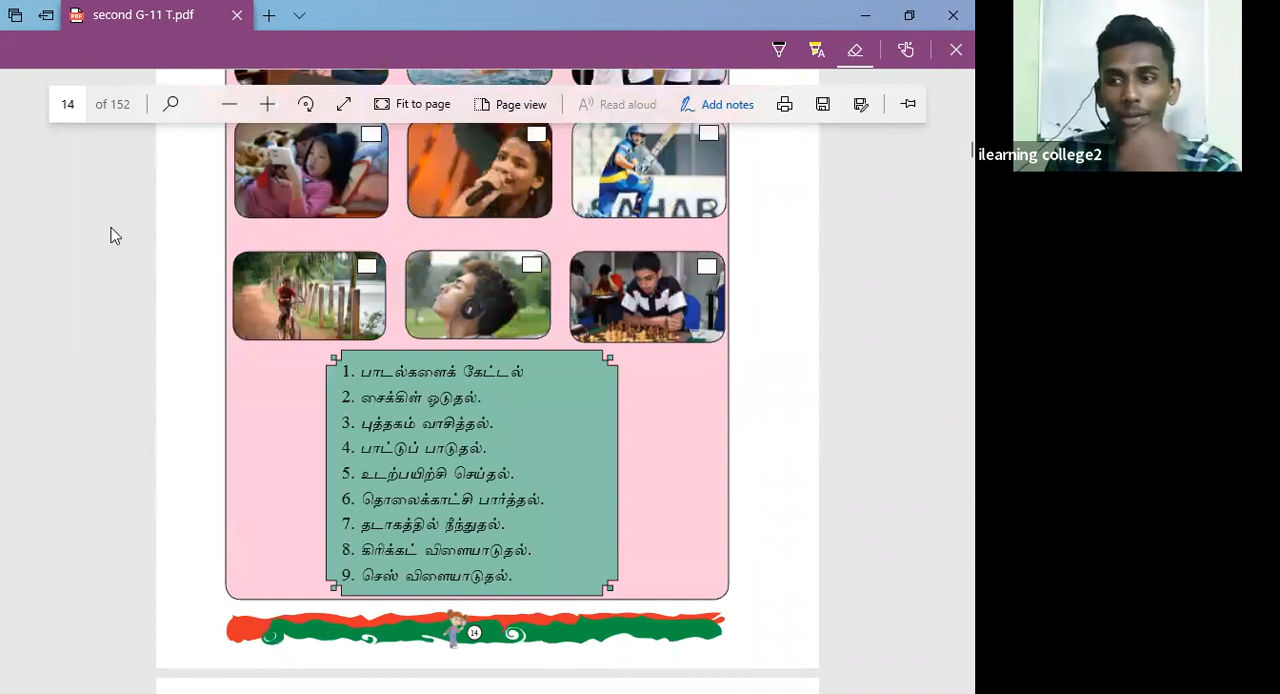 second G-11 T.pdf
14 of 152 Fit to page Page view Read aloud Add notes
ilearning college2
SAHAR
1. பாடல்களைக் கேட்டல்
2. சைக்கிள் ஓடுதல்.
3. புத்தகம் வாசித்தல்.
4. பாட்டுப் பாடுதல்.
5. உடற்பயிற்சி செய்தல்.
6. தொலைக்காட்சி பார்த்தல்.
7. தடாகத்தில் நீந்துதல்.
8. கிரிக்கட் விளையாடுதல்.
9. செஸ் விளையாடுதல்.
14